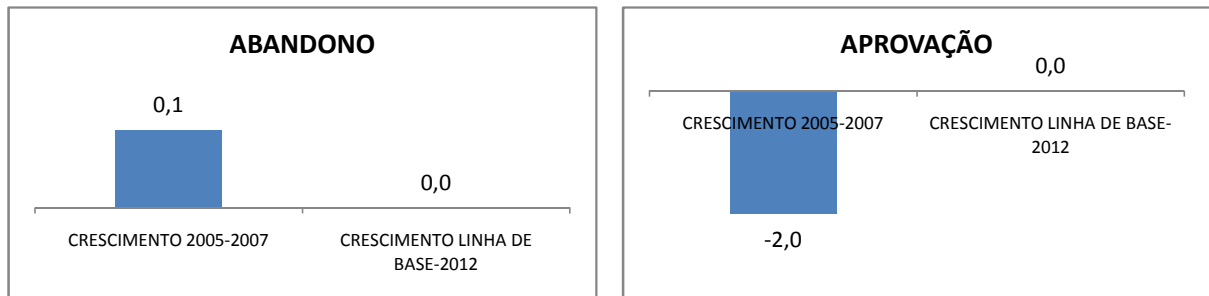 ABANDONO
0,1
0,0
CRESCIMENTO 2005-2007
CRESCIMENTO LINHA DE
BASE-2012
APROVAÇÃO
0,0
CRESCIMENTO 2005-2007
CRESCIMENTO LINHA DE BASE-
2012
-2,0